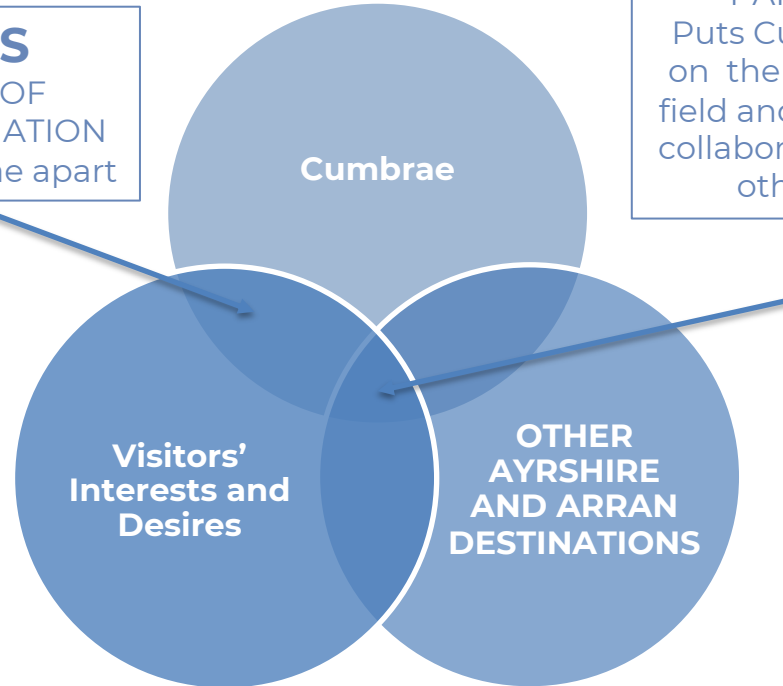 S
OF
ATION
e apart
Puts Cu
on the
field and
collabor
oth
Cumbrae
Visitors’
Interests and
Desires
OTHER
AYRSHIRE
AND ARRAN
DESTINATIONS